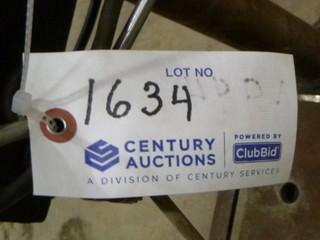 LOT NO.
1634
CENTURY AUCTIONS
POWERED BY
ClubBid
A DIVISION OF CENTURY SERVICES